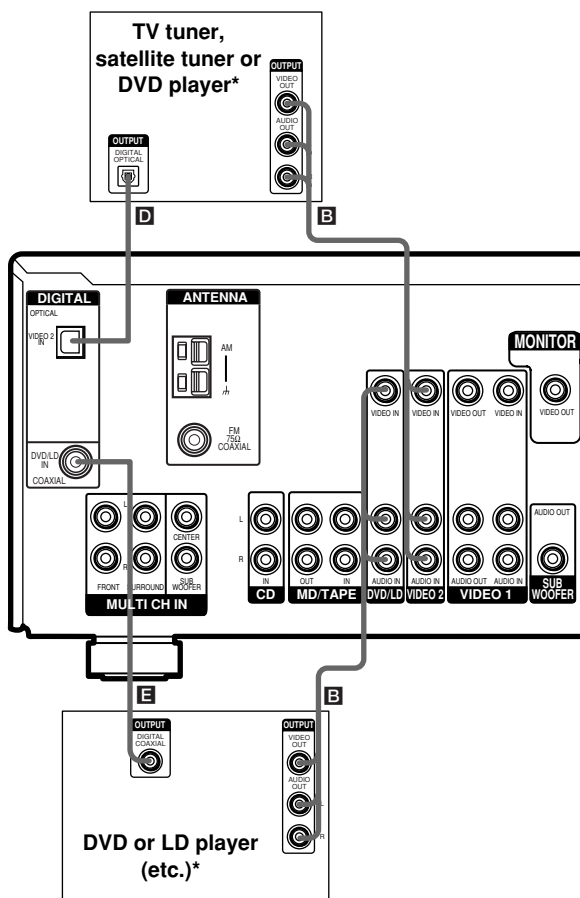 TV tuner,
satellite tuner or
DVD player*
OUTPUT
VIDEO
OUT
AUDIO
OUT
OUTPUT
DIGITAL
OPTICAL
D
B
DIGITAL
OPTICAL
VIDEO 2
IN
DVD/LD
IN
COAXIAL
ANTENNA
AM
FM
75Ω
COAXIAL
MONITOR
VIDEO IN
VIDEO IN
VIDEO OUT
VIDEO IN
VIDEO OUT
L
R
CENTER
FRONT
SURROUND
SUB
WOOFER
MULTI CH IN
L
R
IN
CD
OUT
IN
MD/TAPE
AUDIO IN
DVD/LD
AUDIO IN
VIDEO 2
AUDIO OUT
AUDIO IN
VIDEO 1
AUDIO OUT
SUB
WOOFER
E
B
OUTPUT
DIGITAL
COAXIAL
OUTPUT
VIDEO
OUT
AUDIO
OUT
L
R
DVD or LD player
(etc.)*